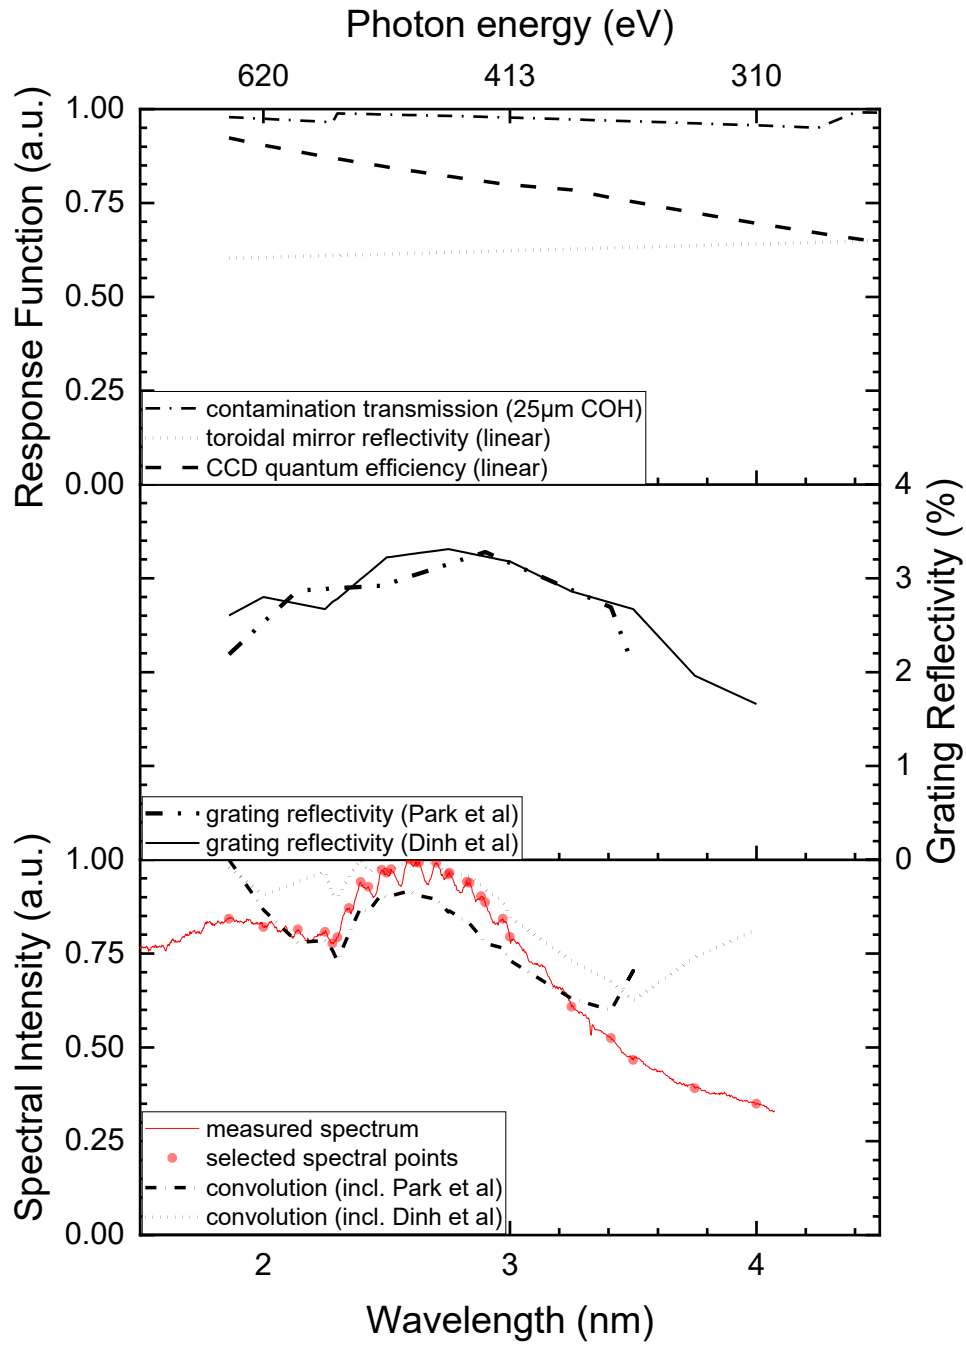 Photon energy (eV)
620 413 310
Response Function (a.u.)
1.00
0.75
0.50
0.25
0.00
contamination transmission (25µm COH)
toroidal mirror reflectivity (linear)
CCD quantum efficiency (linear)
Grating Reflectivity (%)
4
3
2
1
0
grating reflectivity (Park et al)
grating reflectivity (Dinh et al)
Spectral Intensity (a.u.)
1.00
0.75
0.50
0.25
0.00
measured spectrum
selected spectral points
convolution (incl. Park et al)
convolution (incl. Dinh et al)
2 3 4
Wavelength (nm)